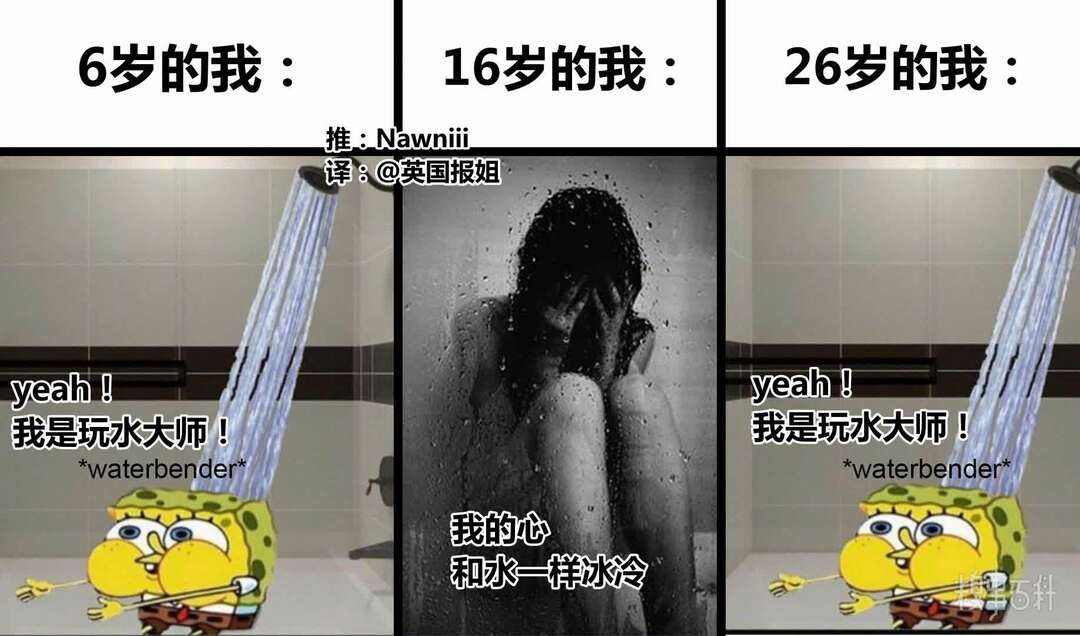 6岁的我：
16岁的我：
26岁的我：
推：Nawniii
译：@英国报姐
yeah！
我是玩水大师！
*waterbender*
我的心
和水一样冰冷
yeah！
我是玩水大师！
*waterbender*